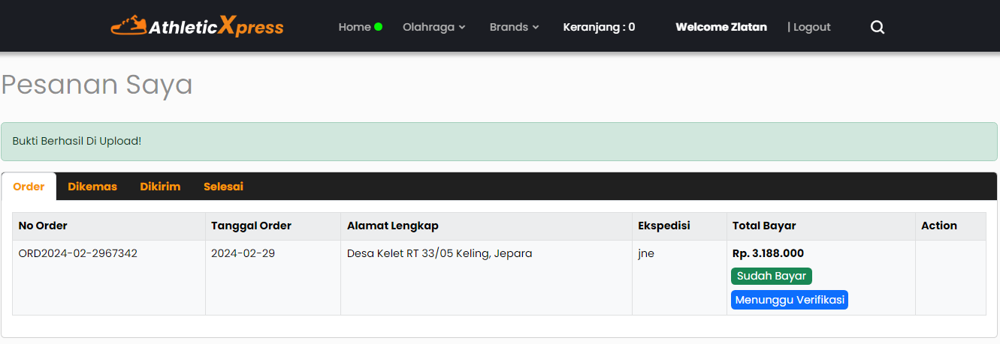 AthleticXpress Home Olahraga Brands Keranjang : 0 Welcome Zlatan | Logout
Pesanan Saya
Bukti Berhasil Di Upload!
Order Dikemas Dikirim Selesai
No Order Tanggal Order Alamat Lengkap Ekspedisi Total Bayar Action
ORD2024-02-2967342 2024-02-29 Desa Kelet RT 33/05 Keling, Jepara jne Rp. 3.188.000
Sudah Bayar
Menunggu Verifikasi